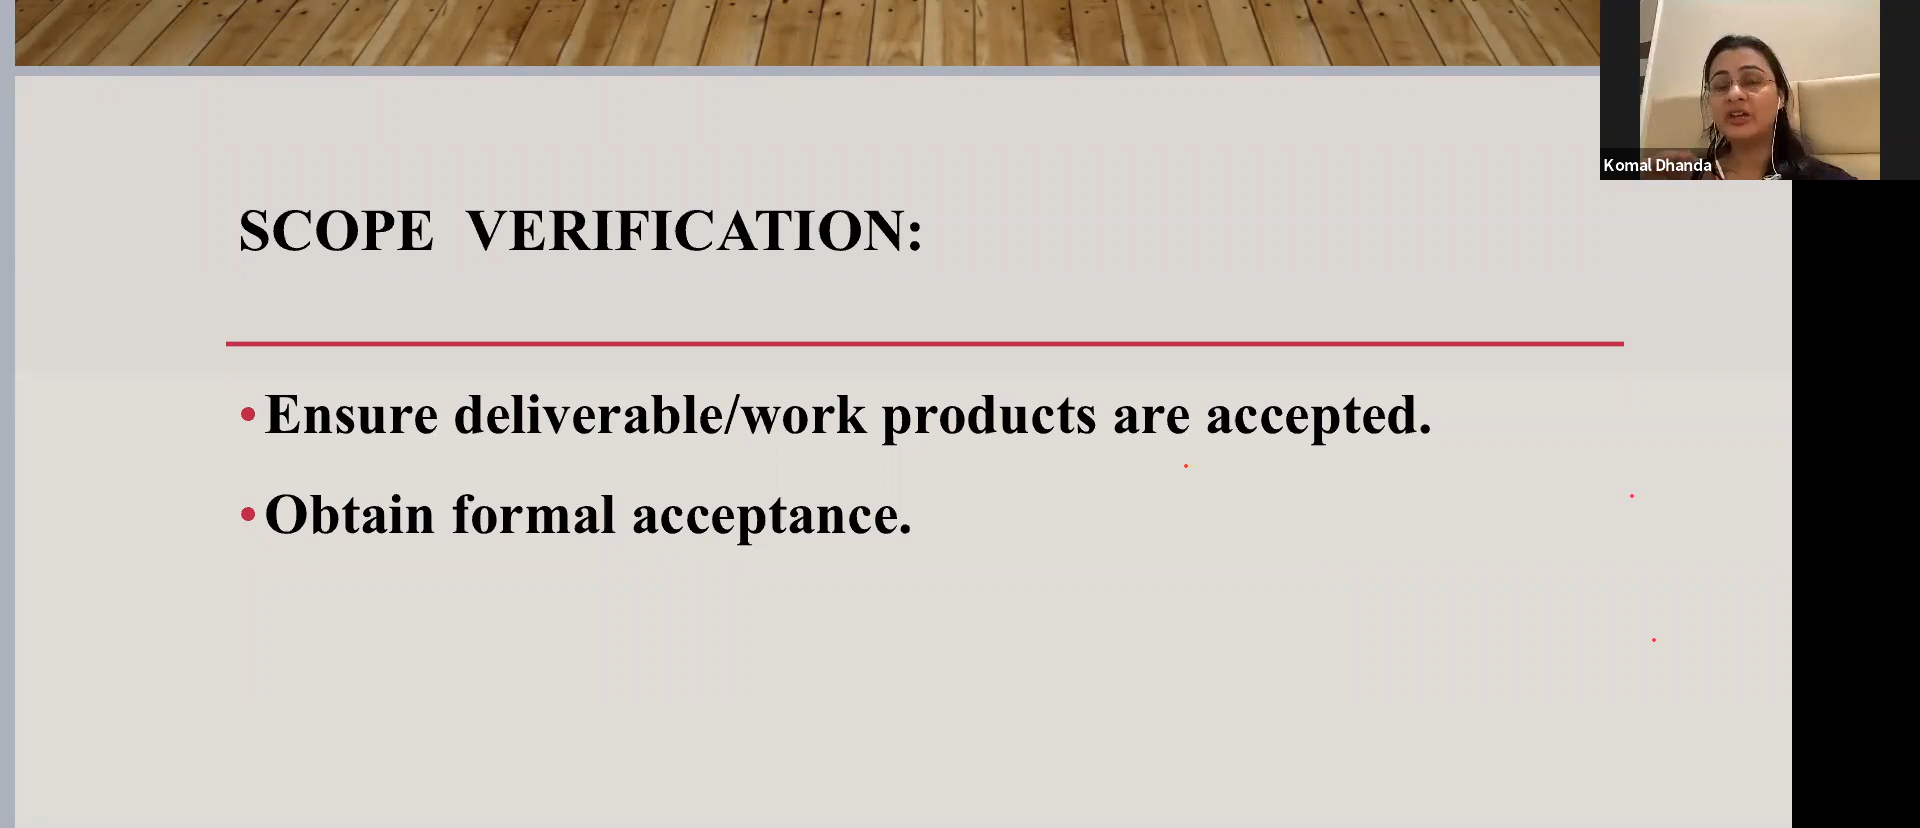 Komal Dhanda
SCOPE VERIFICATION:
• Ensure deliverable/work products are accepted.
• Obtain formal acceptance.